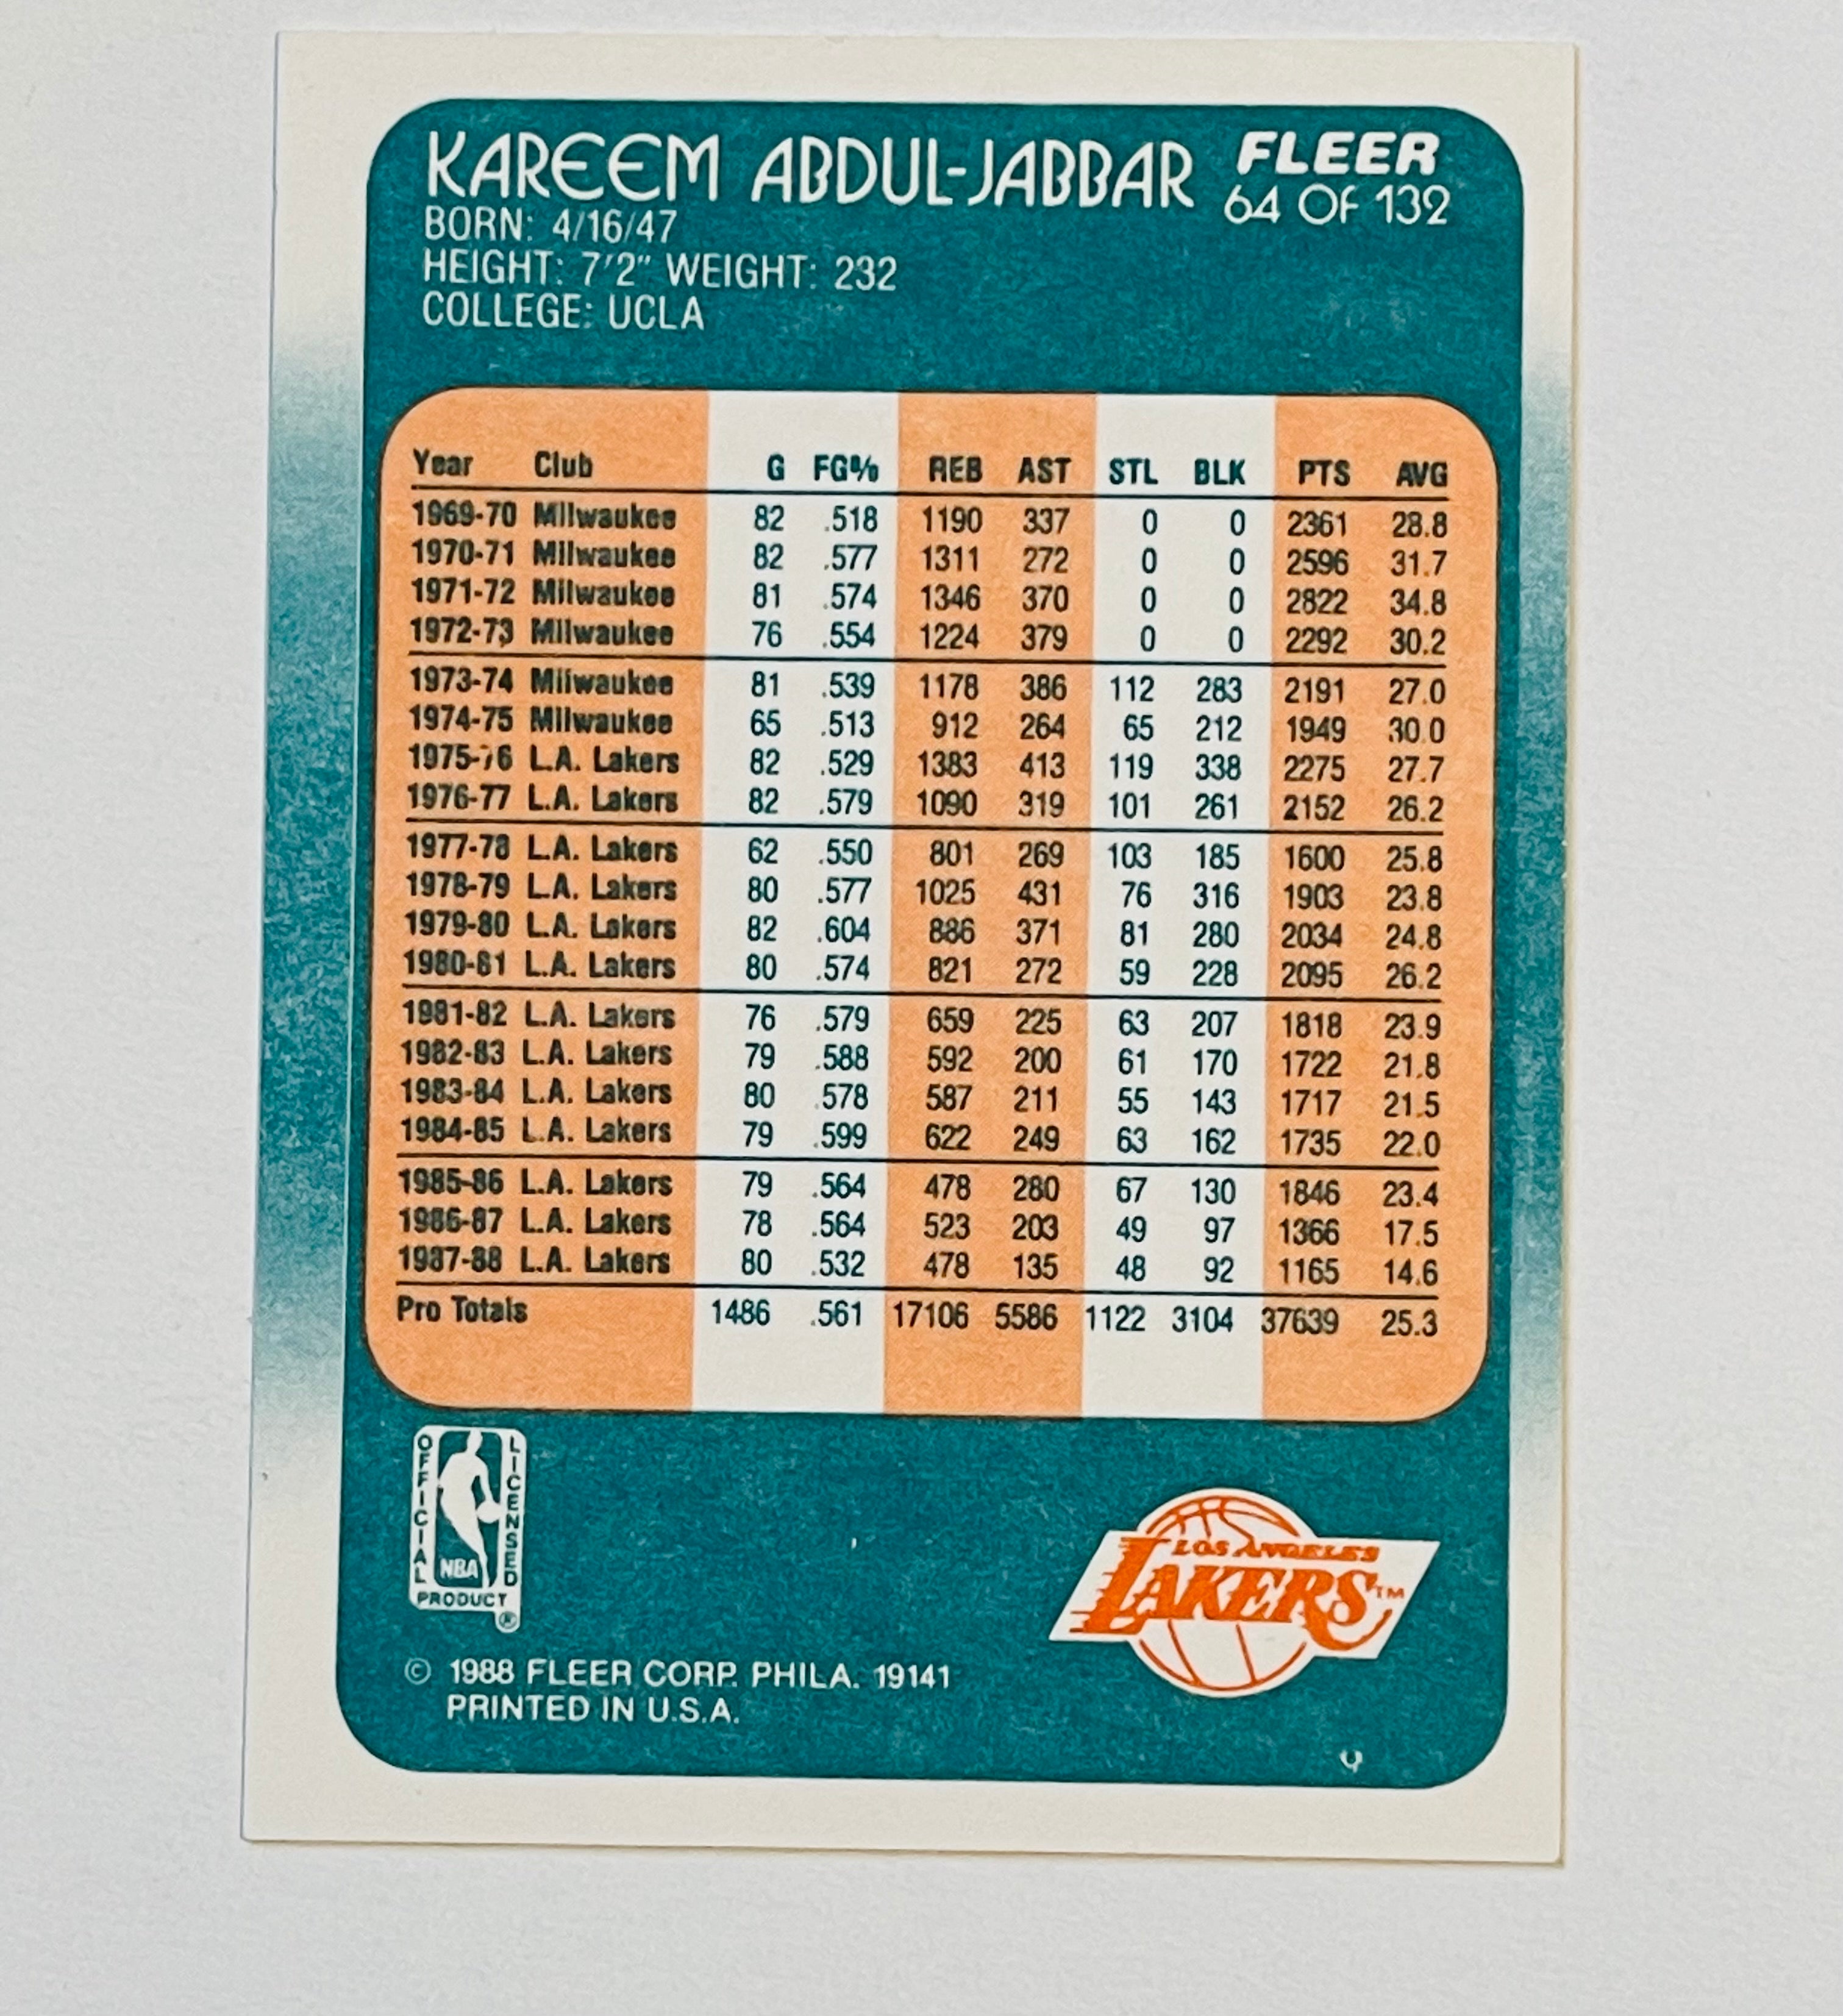 KAREEM ABDUL-JABBAR FLEER
64 OF 132
BORN: 4/16/47
HEIGHT: 7'2" WEIGHT: 232
COLLEGE: UCLA
Year Club G FG% REB AST STL BLK PTS AVG
1969-70 Milwaukee 82 .518 1190 337 0 0 2361 28.8
1970-71 Milwaukee 82 .577 1311 272 0 0 2596 31.7
1971-72 Milwaukee 81 .574 1346 370 0 0 2822 34.8
1972-73 Milwaukee 76 .554 1224 379 0 0 2292 30.2
1973-74 Milwaukee 81 .539 1178 386 112 283 2191 27.0
1974-75 Milwaukee 65 .513 912 264 65 212 1949 30.0
1975-76 L.A. Lakers 82 .529 1383 413 119 338 2275 27.7
1976-77 L.A. Lakers 82 .579 1090 319 101 261 2152 26.2
1977-78 L.A. Lakers 62 .550 801 269 103 185 1600 25.8
1978-79 L.A. Lakers 80 .577 1025 431 76 316 1903 23.8
1979-80 L.A. Lakers 82 .604 886 371 81 280 2034 24.8
1980-81 L.A. Lakers 80 .574 821 272 59 228 2095 26.2
1981-82 L.A. Lakers 76 .579 659 225 63 207 1818 23.9
1982-83 L.A. Lakers 79 .588 592 200 61 170 1722 21.8
1983-84 L.A. Lakers 80 .578 587 211 55 143 1717 21.5
1984-85 L.A. Lakers 79 .599 622 249 63 162 1735 22.0
1985-86 L.A. Lakers 79 .564 478 280 67 130 1846 23.4
1986-87 L.A. Lakers 78 .564 523 203 49 97 1366 17.5
1987-88 L.A. Lakers 80 .532 478 135 48 92 1165 14.6
Pro Totals 1486 .561 17106 5586 1122 3104 37639 25.3
OFFICIAL LICENSED
NBA
PRODUCT
®
LOS ANGELES
LAKERS™
© 1988 FLEER CORP. PHILA. 19141
PRINTED IN U.S.A.